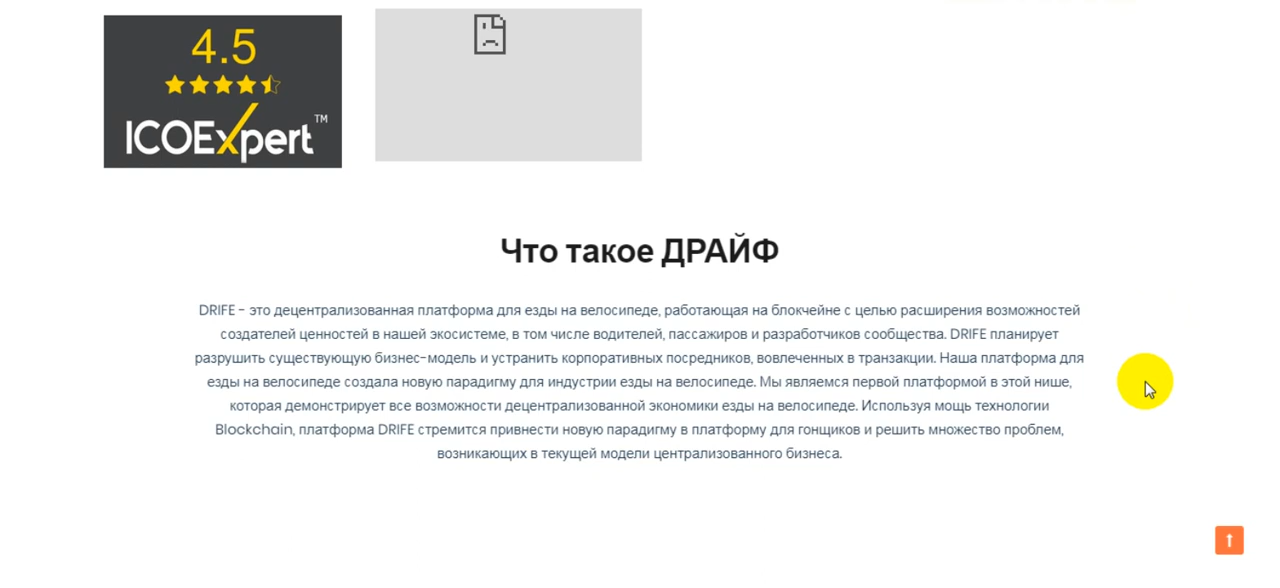 4.5
ICOExpert™
Что такое ДРАЙФ
DRIFE - это децентрализованная платформа для езды на велосипеде, работающая на блокчейне с целью расширения возможностей
создателей ценностей в нашей экосистеме, в том числе водителей, пассажиров и разработчиков сообщества. DRIFE планирует
разрушить существующую бизнес-модель и устранить корпоративных посредников, вовлеченных в транзакции. Наша платформа для
езды на велосипеде создала новую парадигму для индустрии езды на велосипеде. Мы являемся первой платформой в этой нише,
которая демонстрирует все возможности децентрализованной экономики езды на велосипеде. Используя мощь технологии
Blockchain, платформа DRIFE стремится привнести новую парадигму в платформу для гонщиков и решить множество проблем,
возникающих в текущей модели централизованного бизнеса.